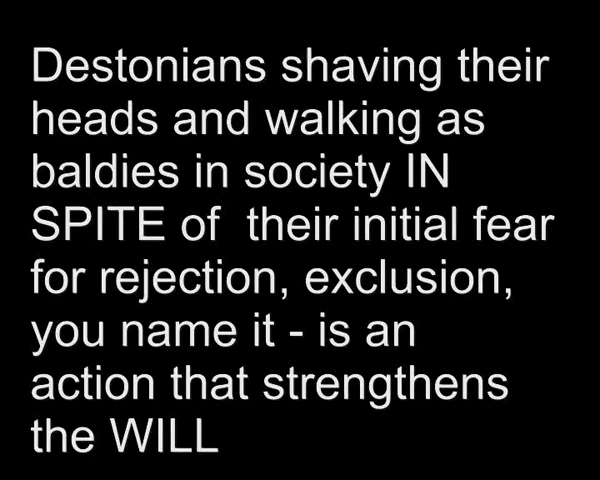 Destonians shaving their
heads and walking as
baldies in society IN
SPITE of  their initial fear
for rejection, exclusion,
you name it - is an
action that strengthens
the WILL